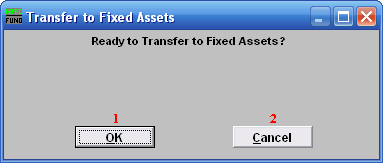 FUND Transfer to Fixed Assets
Ready to Transfer to Fixed Assets?
1 2
OK Cancel